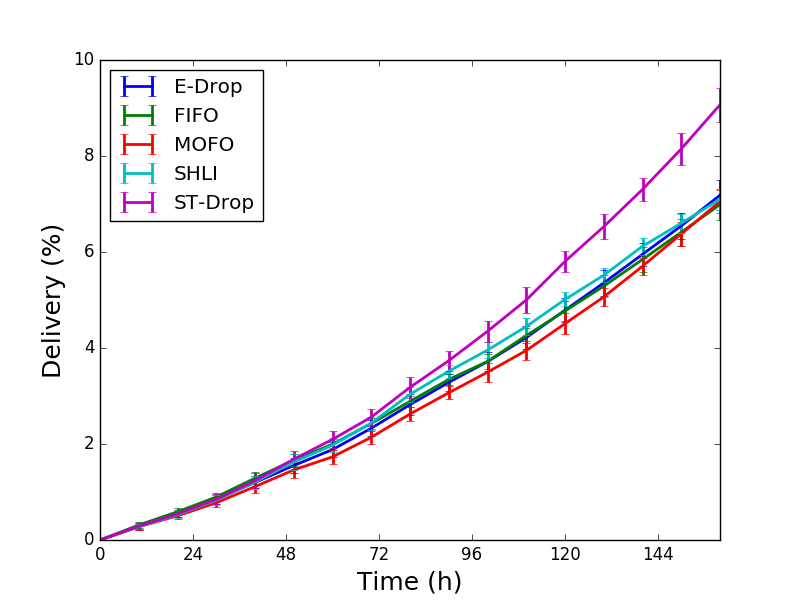 10
8
6
4
2
0
Delivery (%)
E-Drop
FIFO
MOFO
SHLI
ST-Drop
0 24 48 72 96 120 144
Time (h)